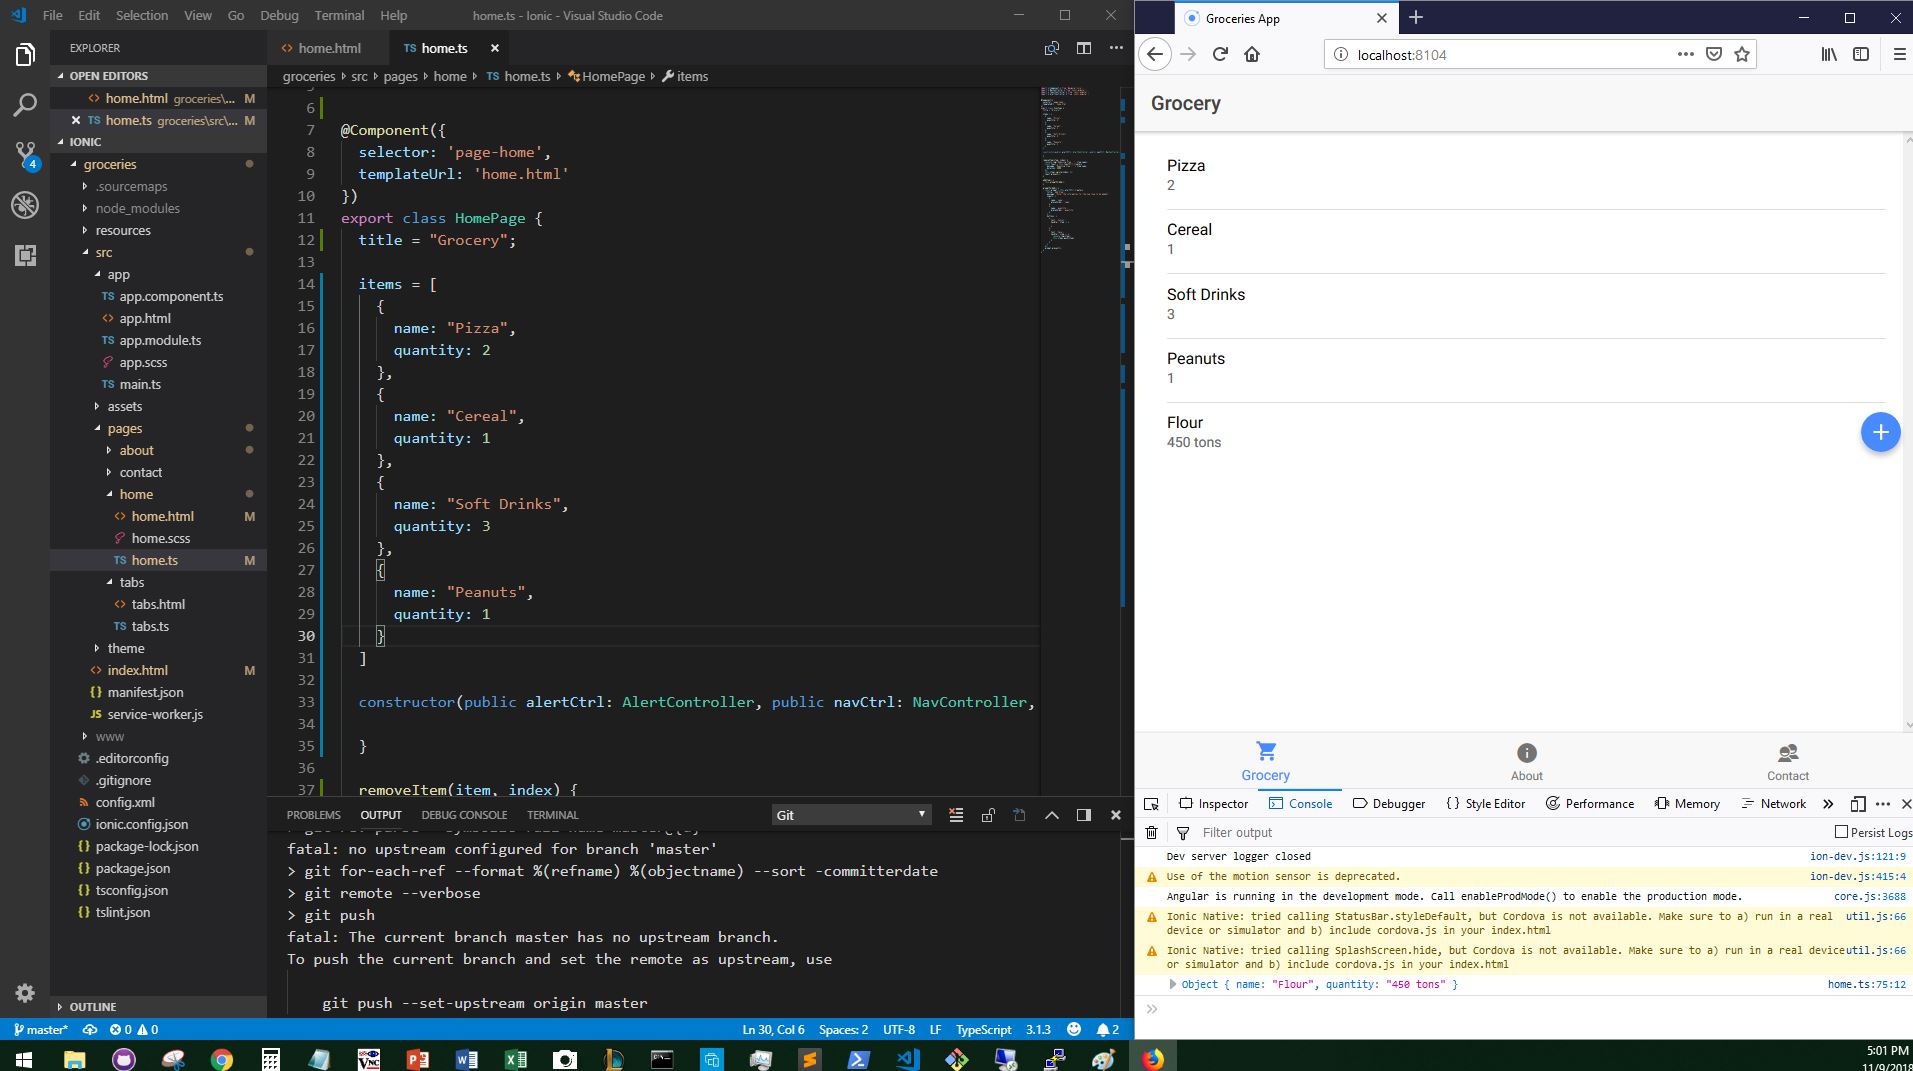 File Edit Selection View Go Debug Terminal Help
home.ts - Ionic - Visual Studio Code
EXPLORER
OPEN EDITORS
home.html groceries\... M
home.ts groceries\src\... M
IONIC
groceries
.sourcemaps
node_modules
resources
src
app
TS app.component.ts
app.html
TS app.module.ts
app.scss
TS main.ts
assets
pages
about
contact
home
home.html M
home.scss
TS home.ts M
tabs
tabs.html
TS tabs.ts
theme
index.html M
manifest.json
JS service-worker.js
www
.editorconfig
.gitignore
config.xml
ionic.config.json
package-lock.json
package.json
tsconfig.json
tslint.json
OUTLINE
4
home.html TS home.ts
groceries › src › pages › home › TS home.ts › HomePage › items
6
7 @Component({
8 selector: 'page-home',
9 templateUrl: 'home.html'
10 })
11 export class HomePage {
12 title = "Grocery";
13
14 items = [
15 {
16 name: "Pizza",
17 quantity: 2
18 },
19 {
20 name: "Cereal",
21 quantity: 1
22 },
23 {
24 name: "Soft Drinks",
25 quantity: 3
26 },
27 {
28 name: "Peanuts",
29 quantity: 1
30 }
31 ]
32
33 constructor(public alertCtrl: AlertController, public navCtrl: NavController,
34
35 }
36
37 removeItem(item, index) {
PROBLEMS OUTPUT DEBUG CONSOLE TERMINAL Git
fatal: no upstream configured for branch 'master'
> git for-each-ref --format %(refname) %(objectname) --sort -committerdate
> git remote --verbose
> git push
fatal: The current branch master has no upstream branch.
To push the current branch and set the remote as upstream, use
git push --set-upstream origin master
master* 0 0 Ln 30, Col 6 Spaces: 2 UTF-8 LF TypeScript 3.1.3 2
Groceries App
localhost:8104
Grocery
Pizza
2
Cereal
1
Soft Drinks
3
Peanuts
1
Flour
450 tons
Grocery About Contact
Inspector Console Debugger {} Style Editor Performance Memory Network
Filter output Persist Logs
Dev server logger closed ion-dev.js:121:9
Use of the motion sensor is deprecated. ion-dev.js:415:4
Angular is running in the development mode. Call enableProdMode() to enable the production mode. core.js:3688
Ionic Native: tried calling StatusBar.styleDefault, but Cordova is not available. Make sure to a) run in a real util.js:66
device or simulator and b) include cordova.js in your index.html
Ionic Native: tried calling SplashScreen.hide, but Cordova is not available. Make sure to a) run in a real device util.js:66
or simulator and b) include cordova.js in your index.html
Object { name: "Flour", quantity: "450 tons" } home.ts:75:12
5:01 PM
11/9/2018